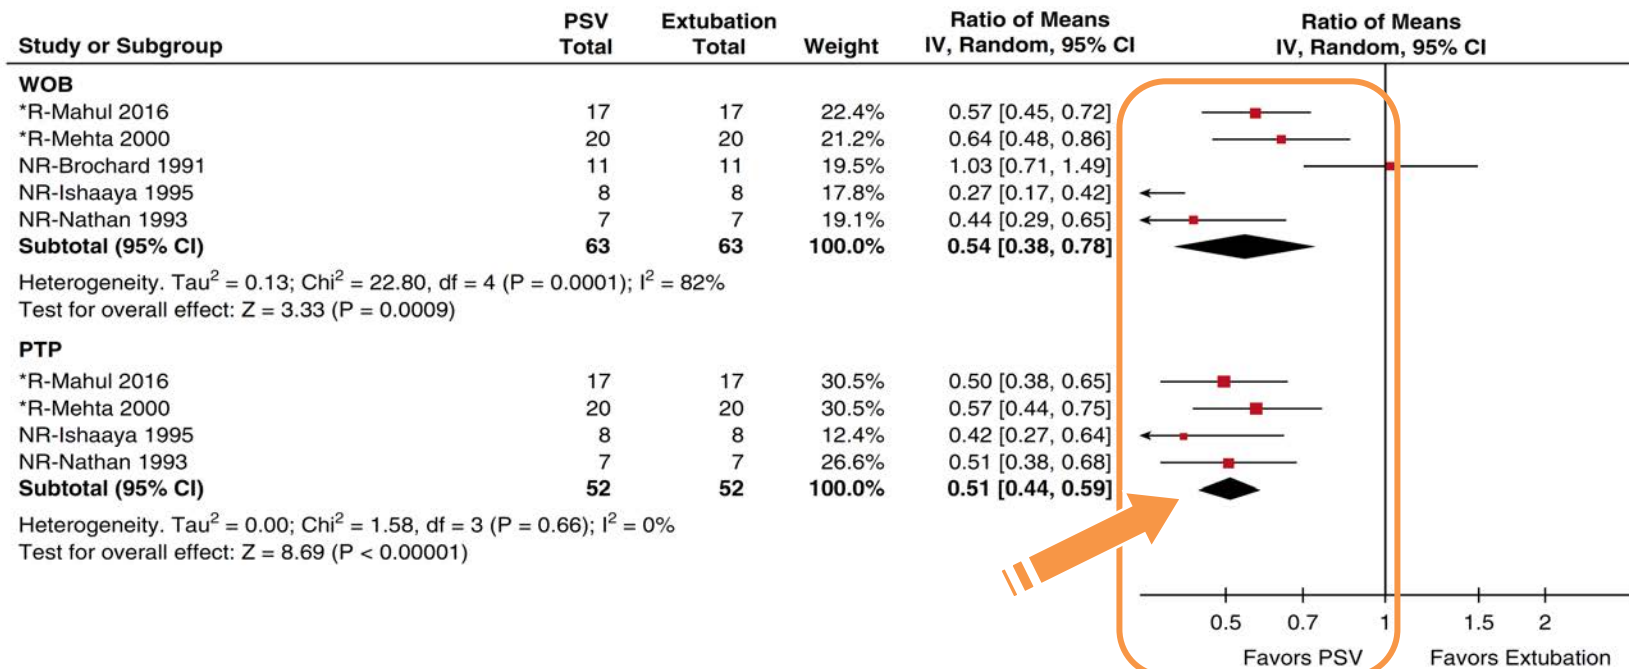 PSV Extubation Ratio of Means Ratio of Means
Study or Subgroup Total Total Weight IV, Random, 95% CI IV, Random, 95% CI
WOB
*R-Mahul 2016 17 17 22.4% 0.57 [0.45, 0.72]
*R-Mehta 2000 20 20 21.2% 0.64 [0.48, 0.86]
NR-Brochard 1991 11 11 19.5% 1.03 [0.71, 1.49]
NR-Ishaaya 1995 8 8 17.8% 0.27 [0.17, 0.42]
NR-Nathan 1993 7 7 19.1% 0.44 [0.29, 0.65]
Subtotal (95% CI) 63 63 100.0% 0.54 [0.38, 0.78]
Heterogeneity. Tau² = 0.13; Chi² = 22.80, df = 4 (P = 0.0001); I² = 82%
Test for overall effect: Z = 3.33 (P = 0.0009)
PTP
*R-Mahul 2016 17 17 30.5% 0.50 [0.38, 0.65]
*R-Mehta 2000 20 20 30.5% 0.57 [0.44, 0.75]
NR-Ishaaya 1995 8 8 12.4% 0.42 [0.27, 0.64]
NR-Nathan 1993 7 7 26.6% 0.51 [0.38, 0.68]
Subtotal (95% CI) 52 52 100.0% 0.51 [0.44, 0.59]
Heterogeneity. Tau² = 0.00; Chi² = 1.58, df = 3 (P = 0.66); I² = 0%
Test for overall effect: Z = 8.69 (P < 0.00001)
0.5 0.7 1 1.5 2
Favors PSV Favors Extubation